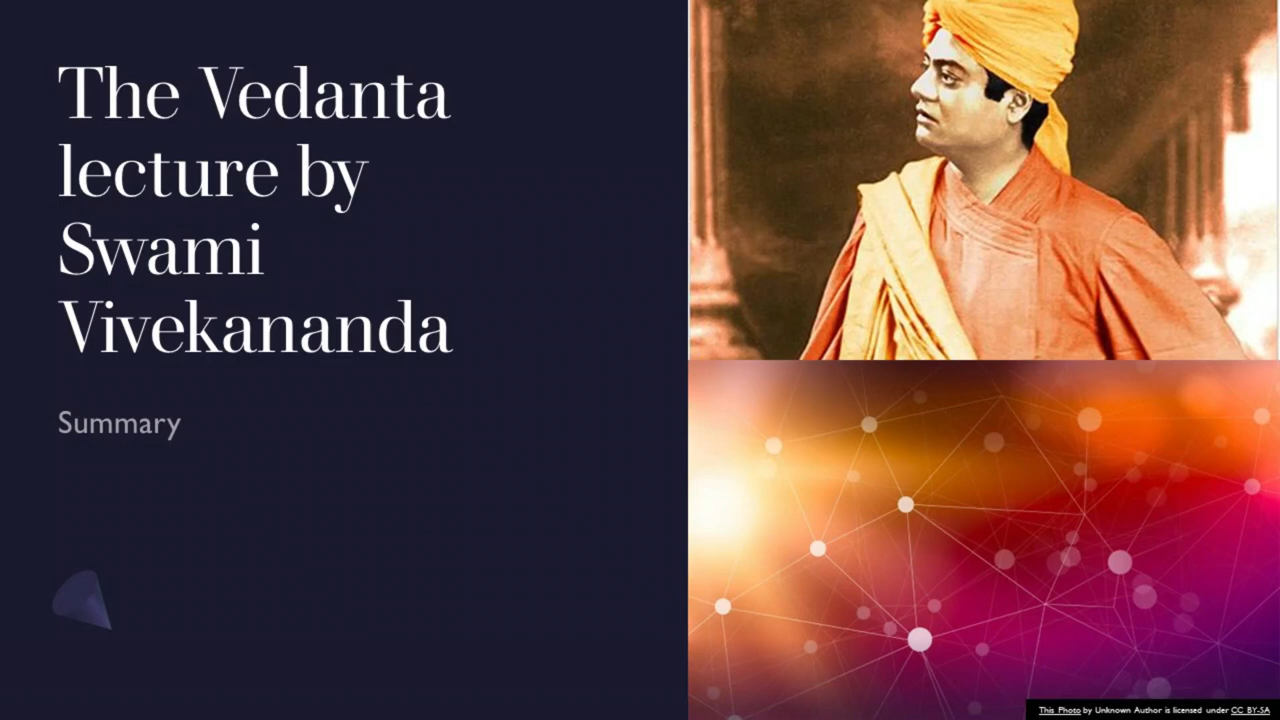 The Vedanta
lecture by
Swami
Vivekananda
Summary
This Photo by Unknown Author is licensed under CC BY-SA